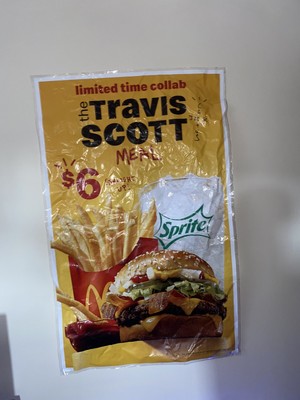 limited time collab
the
Travis
SCOTT
MEAL
$6
Sprite